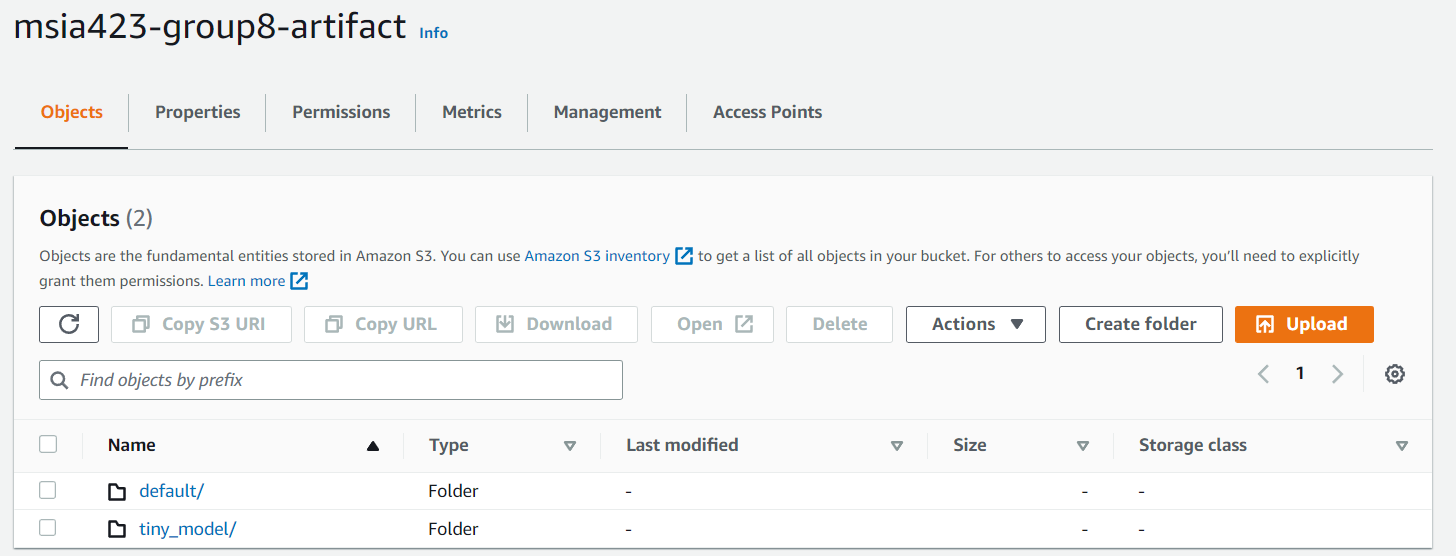 msia423-group8-artifact Info
Objects Properties Permissions Metrics Management Access Points
Objects (2)
Objects are the fundamental entities stored in Amazon S3. You can use Amazon S3 inventory to get a list of all objects in your bucket. For others to access your objects, you’ll need to explicitly
grant them permissions. Learn more
Copy S3 URI Copy URL Download Open Delete Actions Create folder Upload
Find objects by prefix 1
Name Type Last modified Size Storage class
default/ Folder - - -
tiny_model/ Folder - - -